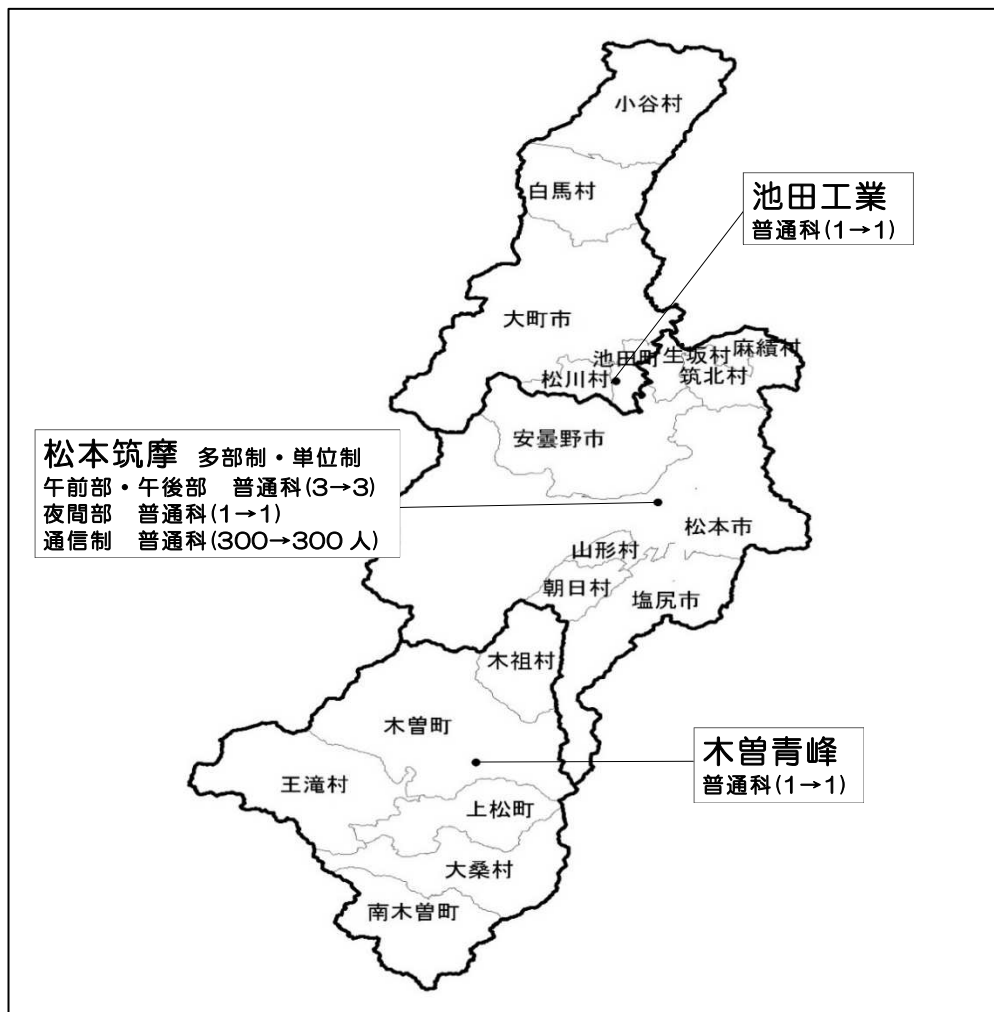 小谷村
白馬村
池田工業
普通科(1→1)
大町市
池田町
生坂村
麻績村
松川村
筑北村
安曇野市
松本筑摩 多部制・単位制
午前部・午後部 普通科(3→3)
夜間部 普通科(1→1)
通信制 普通科(300→300人)
松本市
山形村
朝日村
塩尻市
木祖村
木曽町
木曽青峰
普通科(1→1)
王滝村
上松町
大桑村
南木曽町